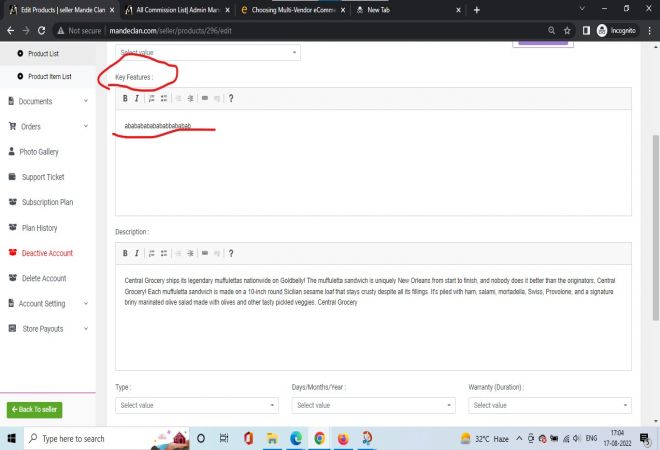 Edit Products | seller Mande Clan
All Commission List| Admin Man
Choosing Multi-Vendor eComme
New Tab
Not secure
mandeclan.com/seller/products/296/edit
Incognito
Product List
Select value
Product Item List
Key Features :
Documents
B I ?
Orders
abababababababbababab
Photo Gallery
Support Ticket
Subscription Plan
Plan History
Description :
Deactive Account
B I ?
Delete Account
Central Grocery ships its legendary muffulettas nationwide on Goldbelly! The muffuletta sandwich is uniquely New Orleans from start to finish, and nobody does it better than the originators, Central
Grocery! Each muffuletta sandwich is made on a 10-inch round Sicilian sesame loaf that stays crusty despite all its fillings. It's piled with ham, salami, mortadella, Swiss, Provolone, and a signature
briny marinated olive salad made with olives and other tasty pickled veggies. Central Grocery
Account Setting
Store Payouts
Type :
Days/Months/Year :
Warranty (Duration) :
Back To seller
Select value
Select value
Select value
Type here to search
32°C Haze
ENG
17:04
17-08-2022